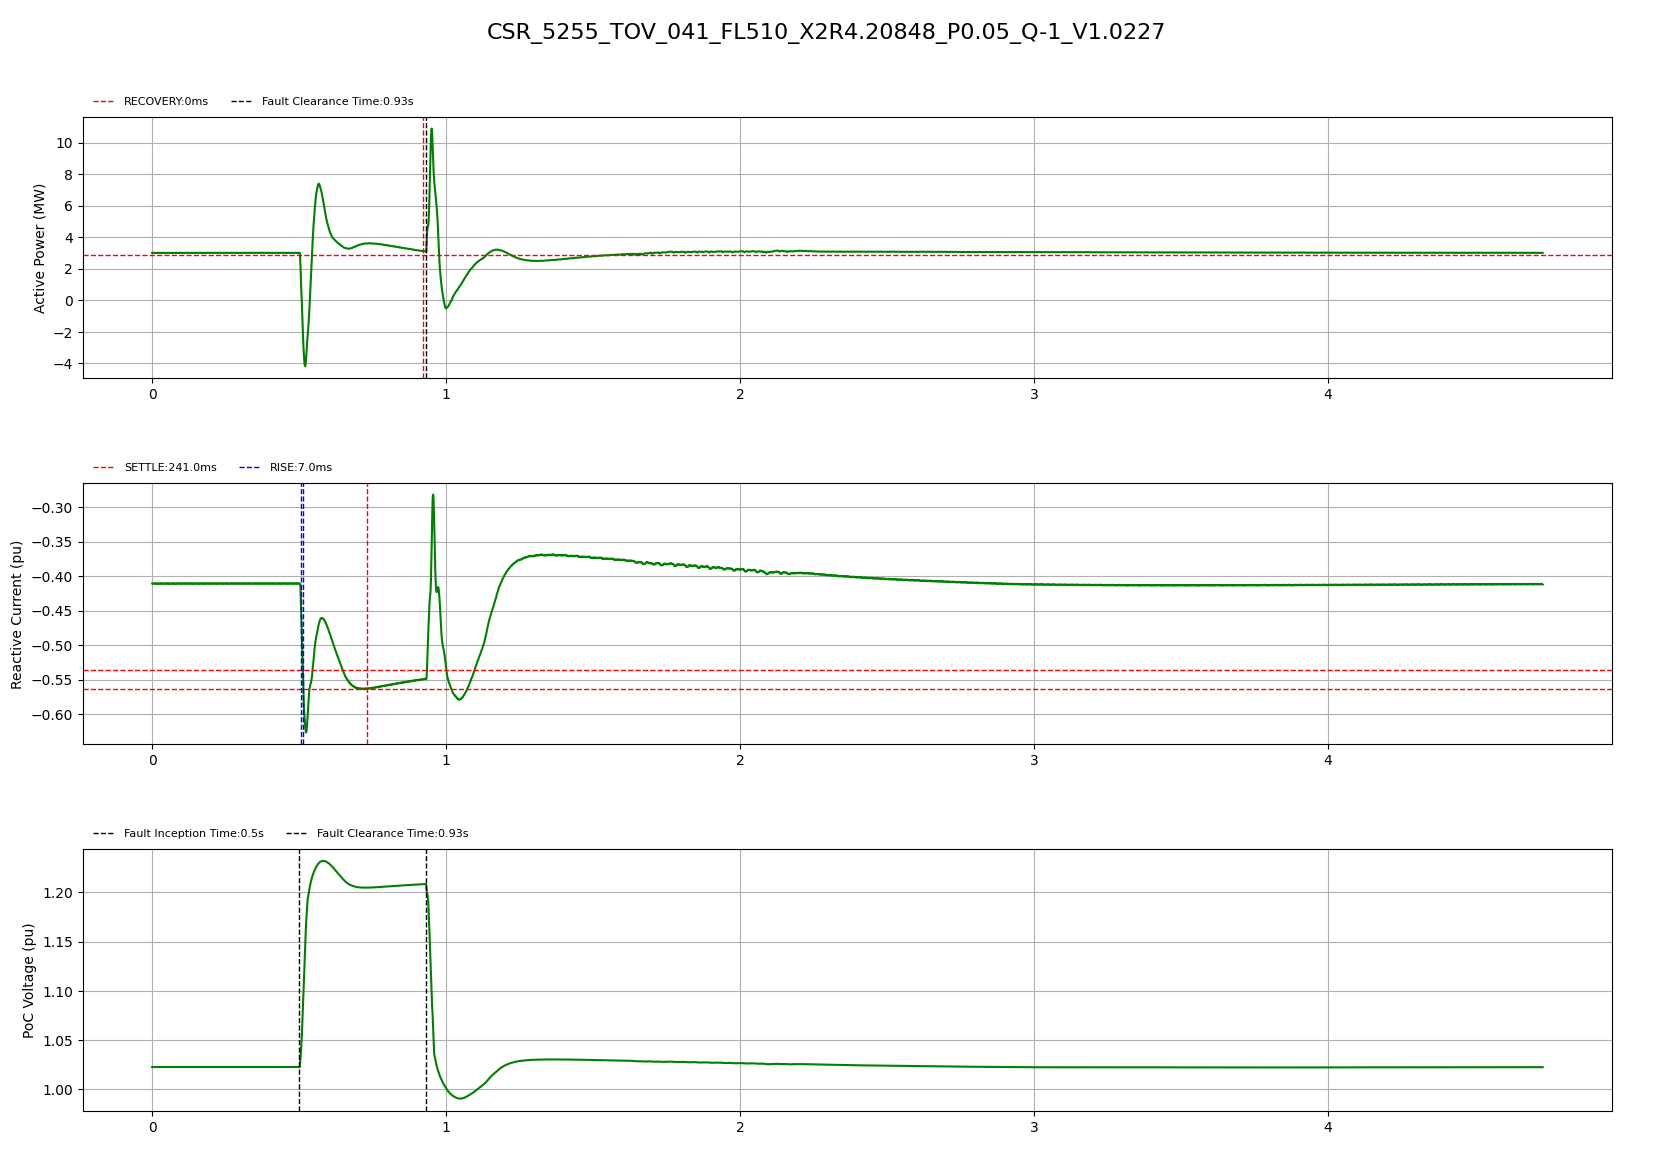 CSR_5255_TOV_041_FL510_X2R4.20848_P0.05_Q-1_V1.0227
RECOVERY:0ms Fault Clearance Time:0.93s
Active Power (MW)
10
8
6
4
2
0
−2
−4
0 1 2 3 4
SETTLE:241.0ms RISE:7.0ms
Reactive Current (pu)
−0.30
−0.35
−0.40
−0.45
−0.50
−0.55
−0.60
0 1 2 3 4
Fault Inception Time:0.5s Fault Clearance Time:0.93s
PoC Voltage (pu)
1.20
1.15
1.10
1.05
1.00
0 1 2 3 4